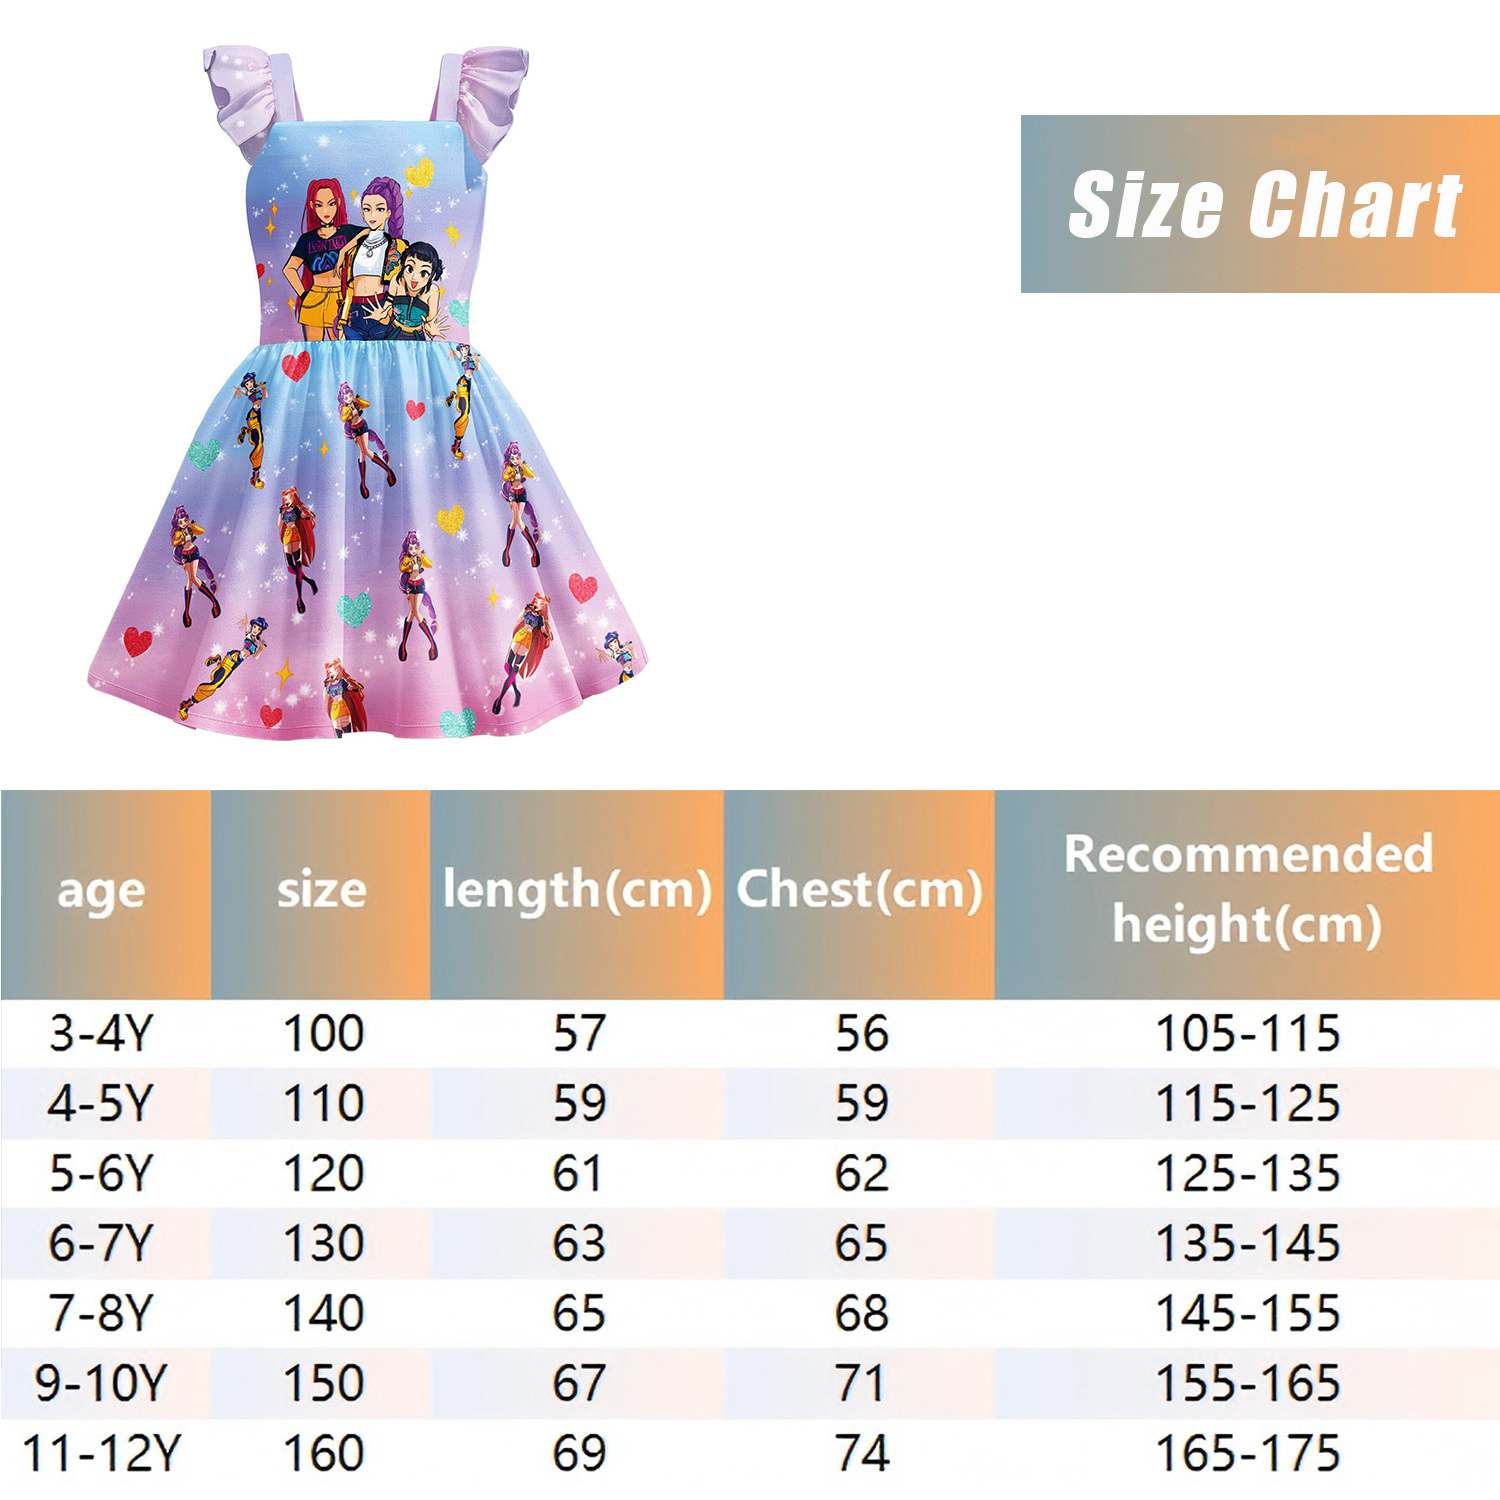 Size Chart
age size length(cm) Chest(cm) Recommended
height(cm)
3-4Y 100 57 56 105-115
4-5Y 110 59 59 115-125
5-6Y 120 61 62 125-135
6-7Y 130 63 65 135-145
7-8Y 140 65 68 145-155
9-10Y 150 67 71 155-165
11-12Y 160 69 74 165-175